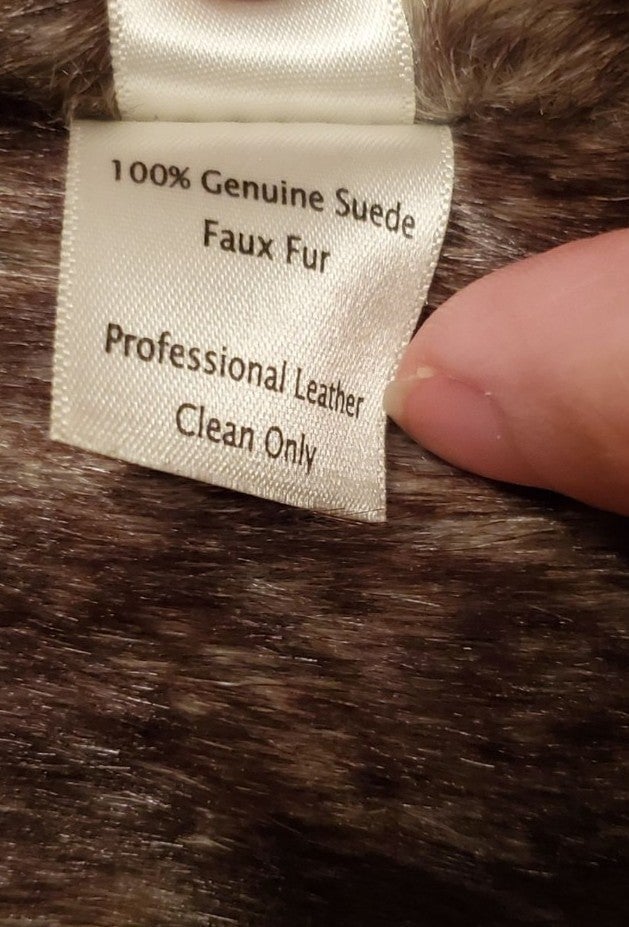 100% Genuine Suede
Faux Fur
Professional Leather
Clean Only